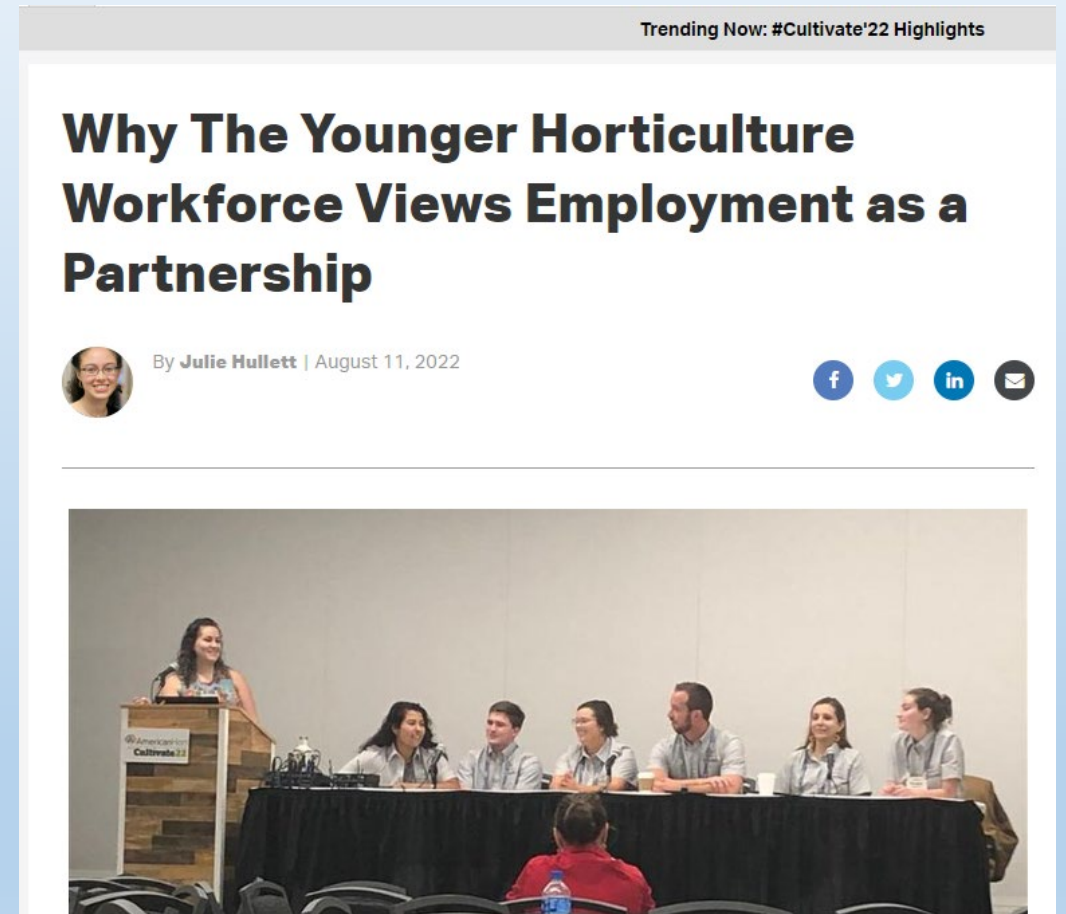 Trending Now: #Cultivate'22 Highlights
Why The Younger Horticulture
Workforce Views Employment as a
Partnership
By Julie Hullett | August 11, 2022
f
in
AmericanHort
Cultivate'22